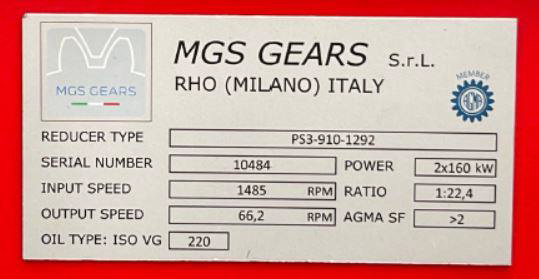 MGS GEARS S.r.L.
RHO (MILANO) ITALY
MGS GEARS
MEMBER
AGMA
REDUCER TYPE PS3-910-1292
SERIAL NUMBER 10484 POWER 2x160 kW
INPUT SPEED 1485 RPM RATIO 1:22,4
OUTPUT SPEED 66,2 RPM AGMA SF >2
OIL TYPE: ISO VG 220